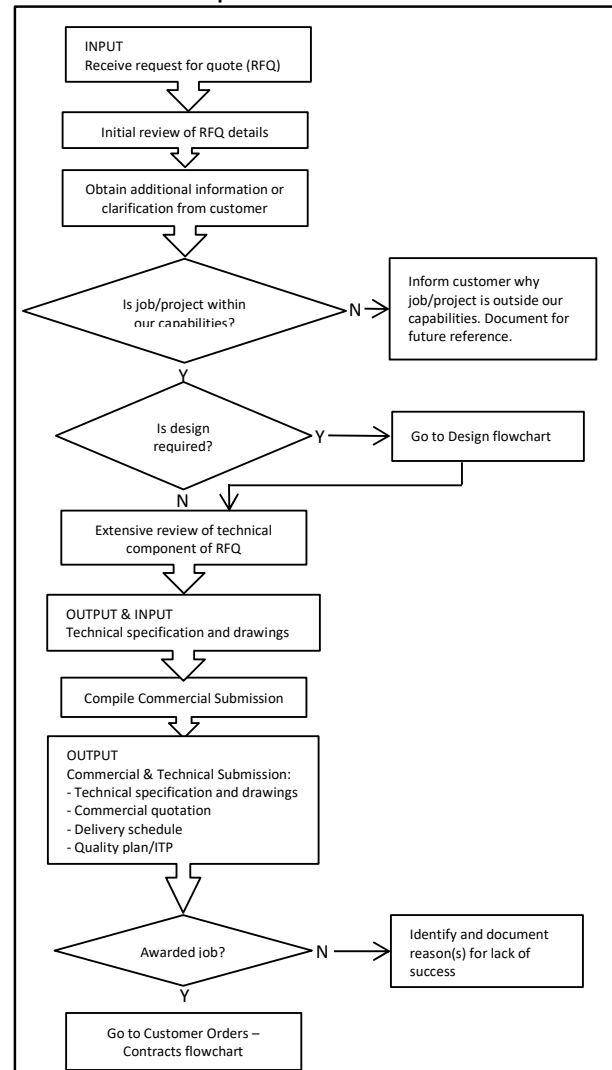 INPUT
Receive request for quote (RFQ)
Initial review of RFQ details
Obtain additional information or
clarification from customer
Is job/project within
our capabilities?
N
Inform customer why
job/project is outside our
capabilities. Document for
future reference.
Y
Is design
required?
Y
Go to Design flowchart
N
Extensive review of technical
component of RFQ
OUTPUT & INPUT
Technical specification and drawings
Compile Commercial Submission
OUTPUT
Commercial & Technical Submission:
- Technical specification and drawings
- Commercial quotation
- Delivery schedule
- Quality plan/ITP
Awarded job?
N
Identify and document
reason(s) for lack of
success
Y
Go to Customer Orders –
Contracts flowchart